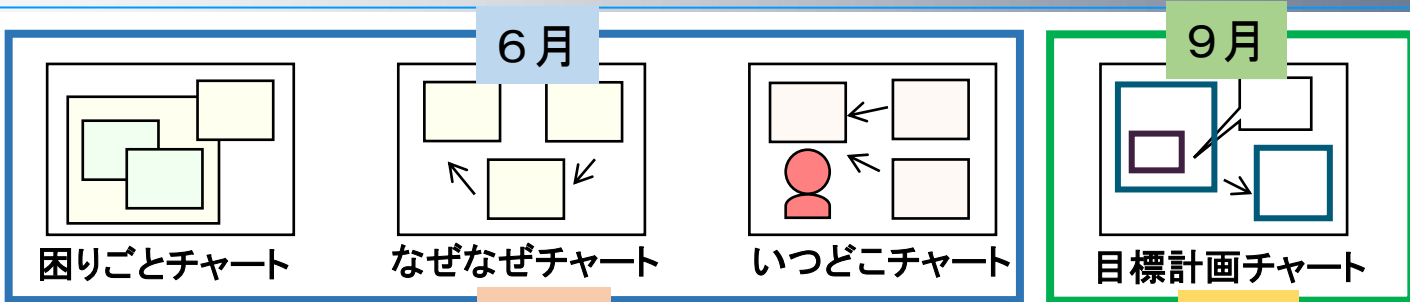 ６月
９月
困りごとチャート
なぜなぜチャート
いつどこチャート
目標計画チャート